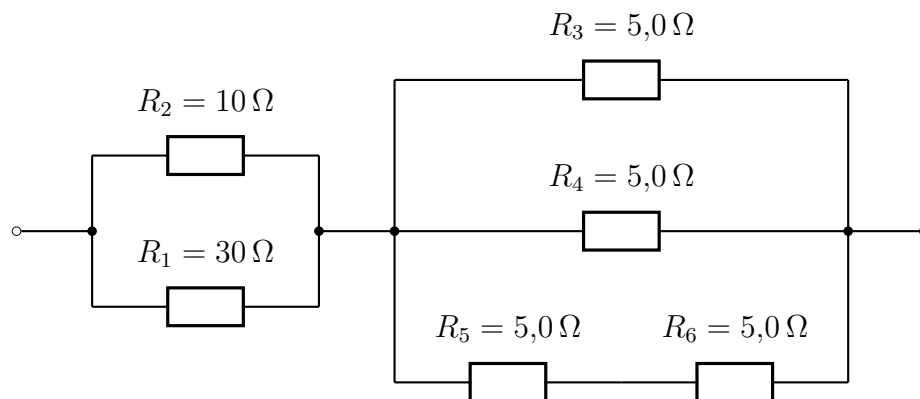 R₃ = 5,0 Ω
R₂ = 10 Ω
R₄ = 5,0 Ω
R₁ = 30 Ω
R₅ = 5,0 Ω
R₆ = 5,0 Ω